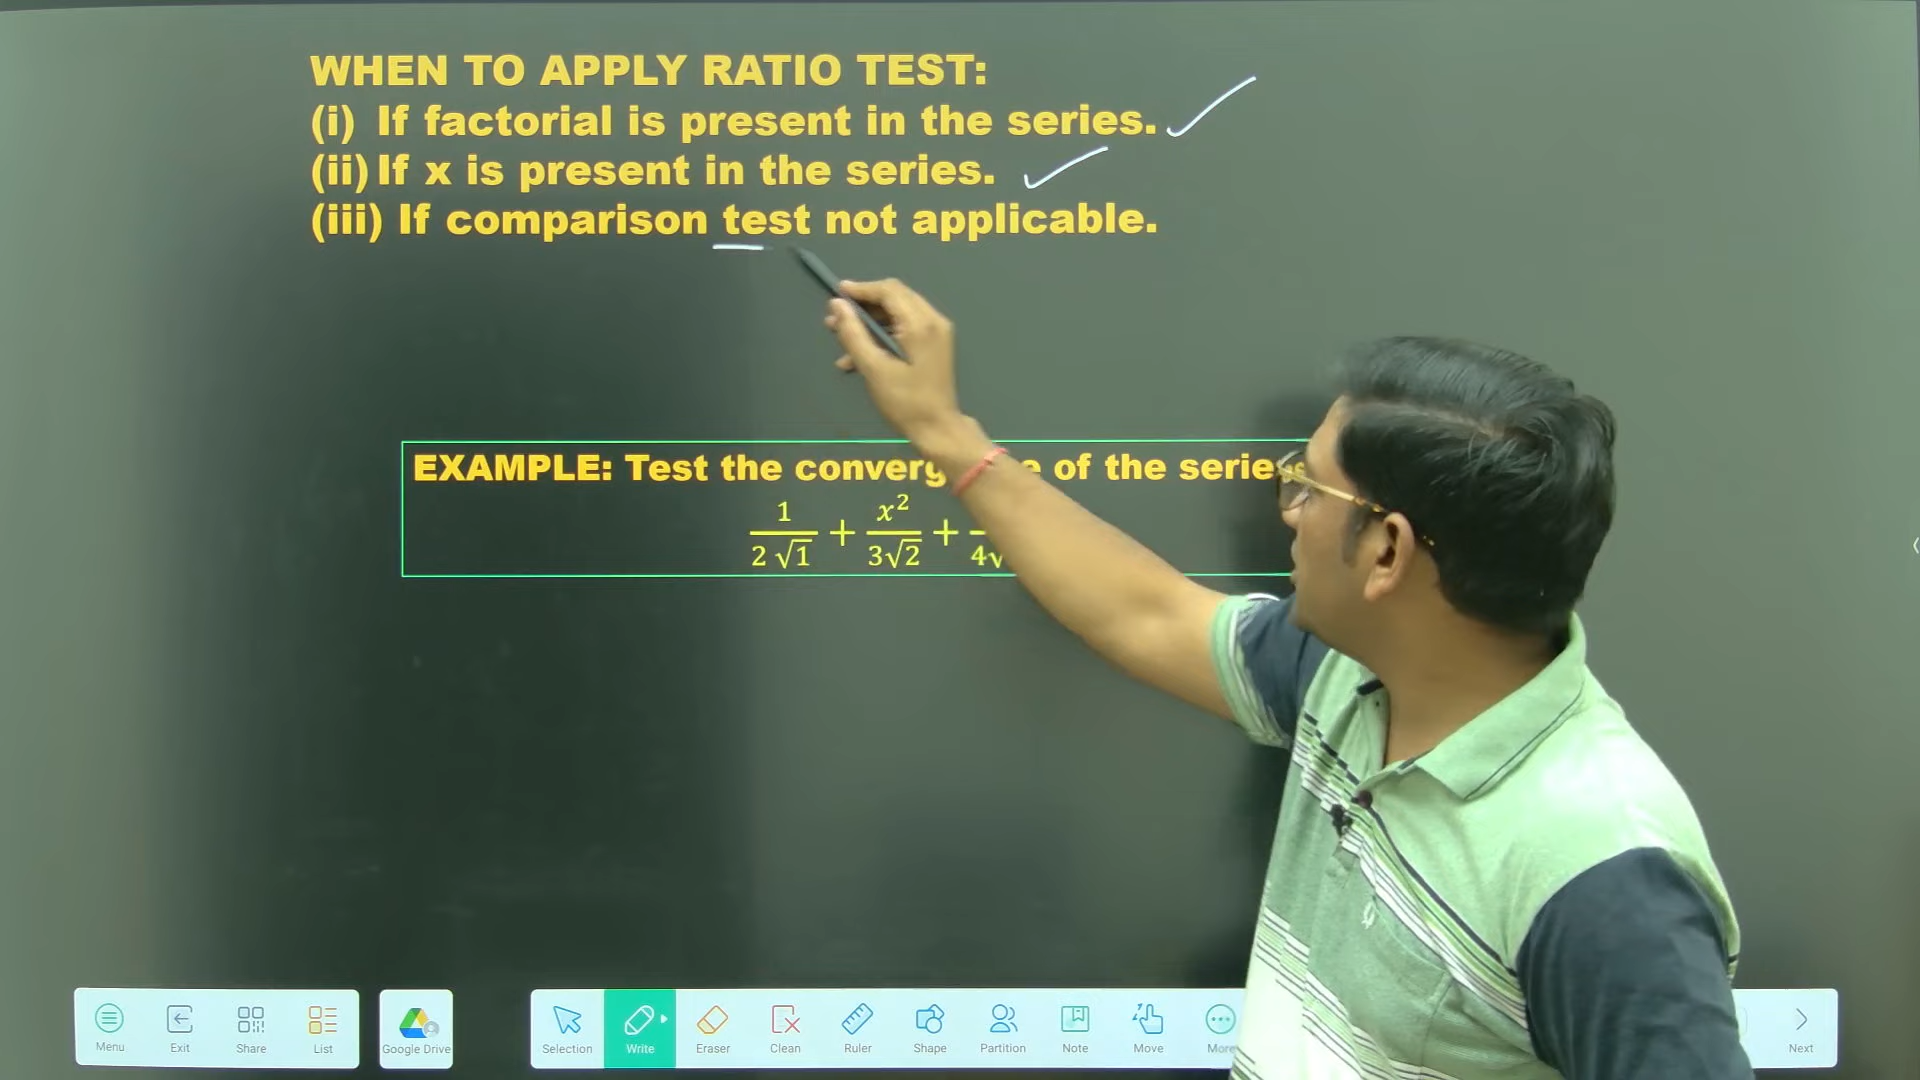 WHEN TO APPLY RATIO TEST:
(i) If factorial is present in the series.
(ii) If x is present in the series.
(iii) If comparison test not applicable.
EXAMPLE: Test the of the
1/(2 √1) + x²/(3√2) +
Menu
Exit
Share
List
Google Drive
Selection
Write
Eraser
Clean
Ruler
Shape
Partition
Note
Move
More
Next